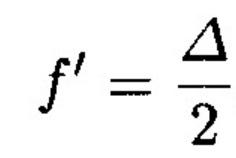 f' = Δ/2